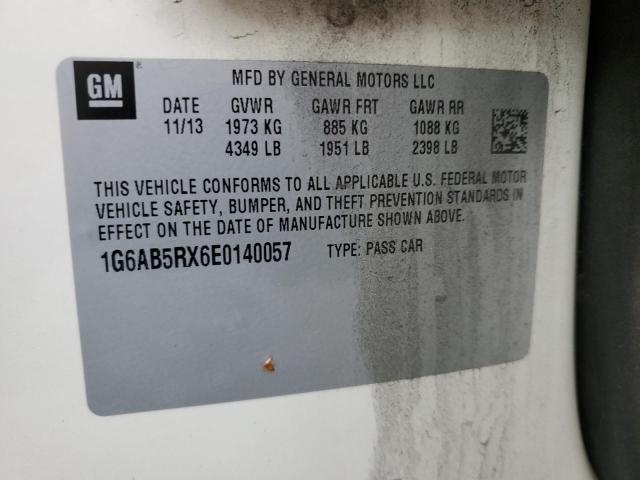 GM ®
MFD BY GENERAL MOTORS LLC
DATE GVWR GAWR FRT GAWR RR
11/13 1973 KG 885 KG 1088 KG
4349 LB 1951 LB 2398 LB
THIS VEHICLE CONFORMS TO ALL APPLICABLE U.S. FEDERAL MOTOR
VEHICLE SAFETY, BUMPER, AND THEFT PREVENTION STANDARDS IN
EFFECT ON THE DATE OF MANUFACTURE SHOWN ABOVE.
1G6AB5RX6E0140057 TYPE: PASS CAR